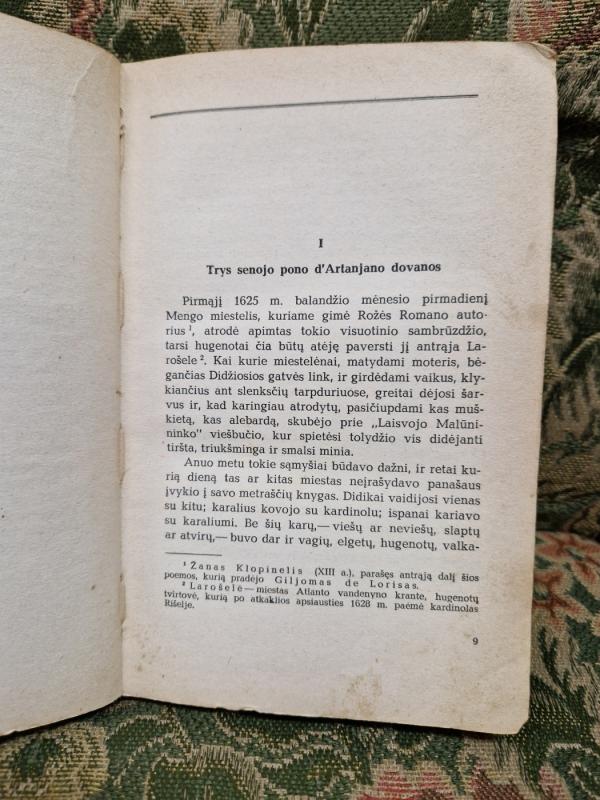 I
Trys senojo pono d'Artanjano dovanos
Pirmąjį 1625 m. balandžio mėnesio pirmadienį
Mengo miestelis, kuriame gimė Rožės Romano auto-
rius¹, atrodė apimtas tokio visuotinio sambrūzdžio,
tarsi hugenotai čia būtų atėję paversti jį antrąja La-
rošele². Kai kurie miestelėnai, matydami moteris, bė-
gančias Didžiosios gatvės link, ir girdėdami vaikus, kly-
kiančius ant slenksčių tarpduriuose, greitai dėjosi šar-
vus ir, kad karingiau atrodytų, pasičiupdami kas muš-
kietą, kas alebardą, skubėjo prie „Laisvojo Malūni-
ninko” viešbučio, kur spietėsi tolydžio vis didėjanti
tiršta, triukšminga ir smalsi minia.
Anuo metu tokie sąmyšiai būdavo dažni, ir retai ku-
rią dieną tas ar kitas miestas neįrašydavo panašaus
įvykio į savo metraščių knygas. Didikai vaidijosi vienas
su kitu; karalius kovojo su kardinolu; ispanai kariavo
su karaliumi. Be šių karų,— viešų ar neviešų, slaptų
ar atvirų,— buvo dar ir vagių, elgetų, hugenotų, valka-
¹ Žanas Klopinelis (XIII a.), parašęs antrąją dalį šios
poemos, kurią pradėjo Giljomas de Lorisas.
² Larošelė — miestas Atlanto vandenyno krante, hugenotų
tvirtovė, kurią po atkaklios apsiausties 1628 m. paėmė kardinolas
Rišeljė.
9